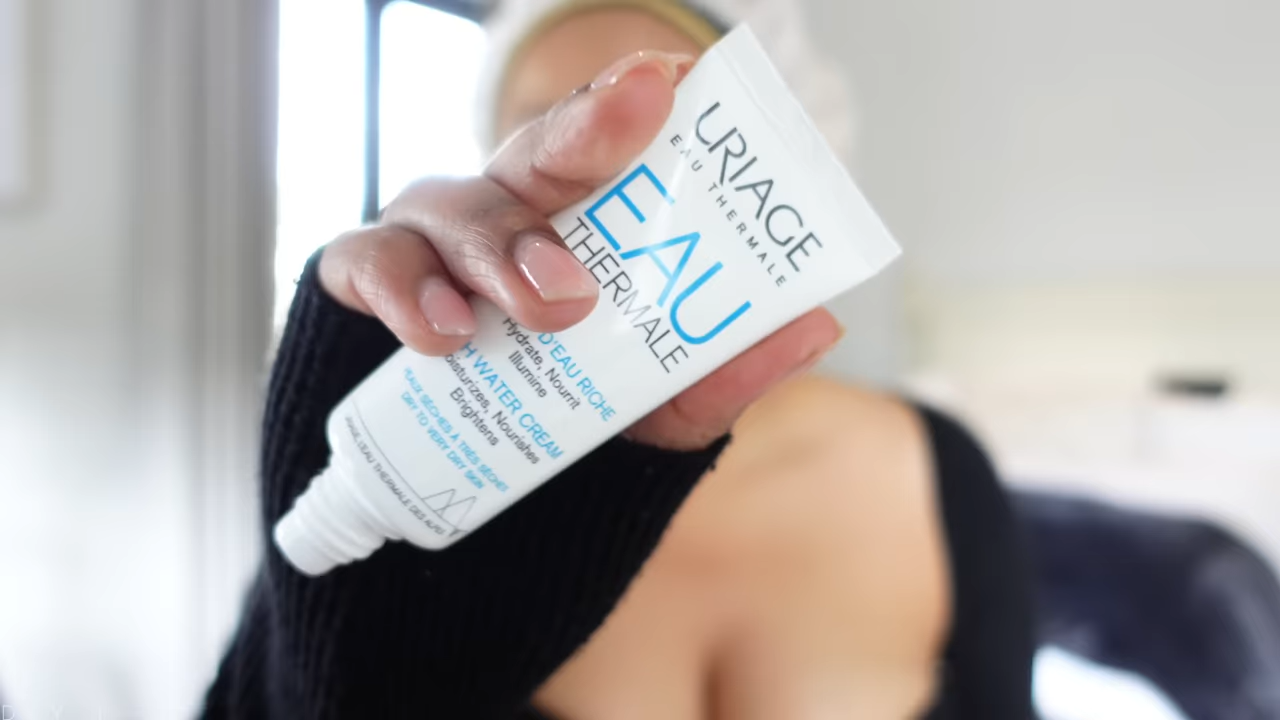 URIAGE
EAU THERMALE
EAU
THERMALE
D'EAU RICHE
Hydrate, Nourrit
Illumine
WATER CREAM
Nourishes
Brightens
PEAUX SÈCHES À TRÈS SÈCHES
DRY TO VERY DRY SKIN
L'EAU THERMALE DES ALPES